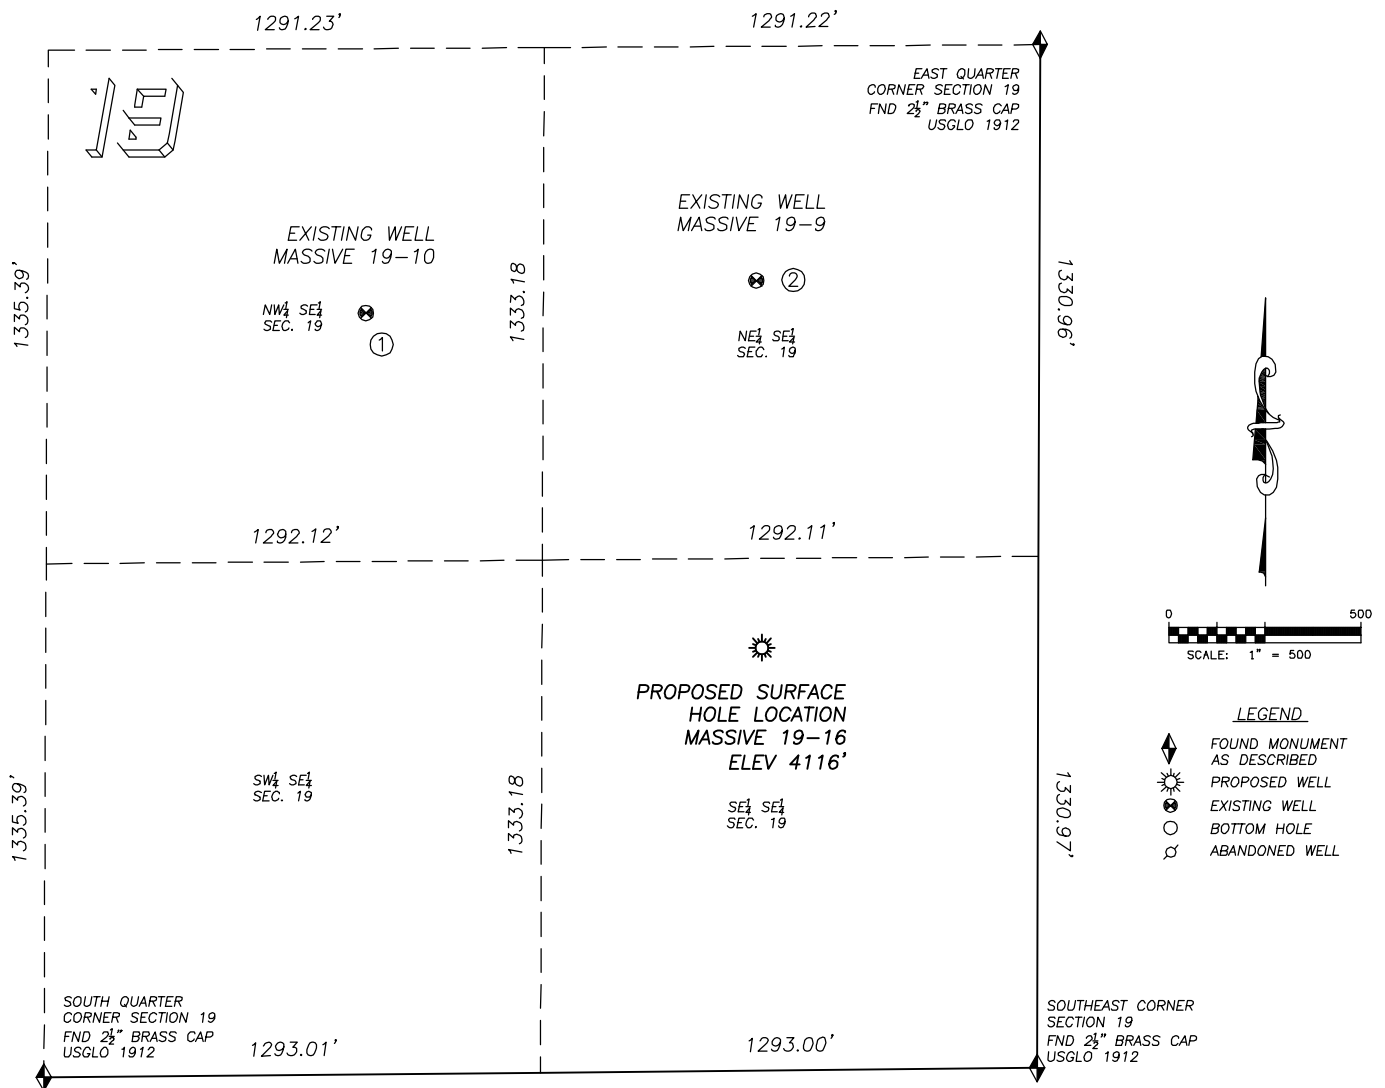 1291.23'
1291.22'
19
EAST QUARTER
CORNER SECTION 19
FND 2½" BRASS CAP
USGLO 1912
EXISTING WELL
MASSIVE 19-10
EXISTING WELL
MASSIVE 19-9
1335.39'
NW¼ SE¼
SEC. 19
1
1333.18
2
NE¼ SE¼
SEC. 19
1330.96'
1292.12'
1292.11'
0 500
SCALE: 1" = 500
PROPOSED SURFACE
HOLE LOCATION
MASSIVE 19-16
ELEV 4116'
1335.39'
SW¼ SE¼
SEC. 19
1333.18
SE¼ SE¼
SEC. 19
1330.97'
LEGEND
FOUND MONUMENT
AS DESCRIBED
PROPOSED WELL
EXISTING WELL
BOTTOM HOLE
ABANDONED WELL
SOUTH QUARTER
CORNER SECTION 19
FND 2½" BRASS CAP
USGLO 1912
1293.01'
1293.00'
SOUTHEAST CORNER
SECTION 19
FND 2½" BRASS CAP
USGLO 1912